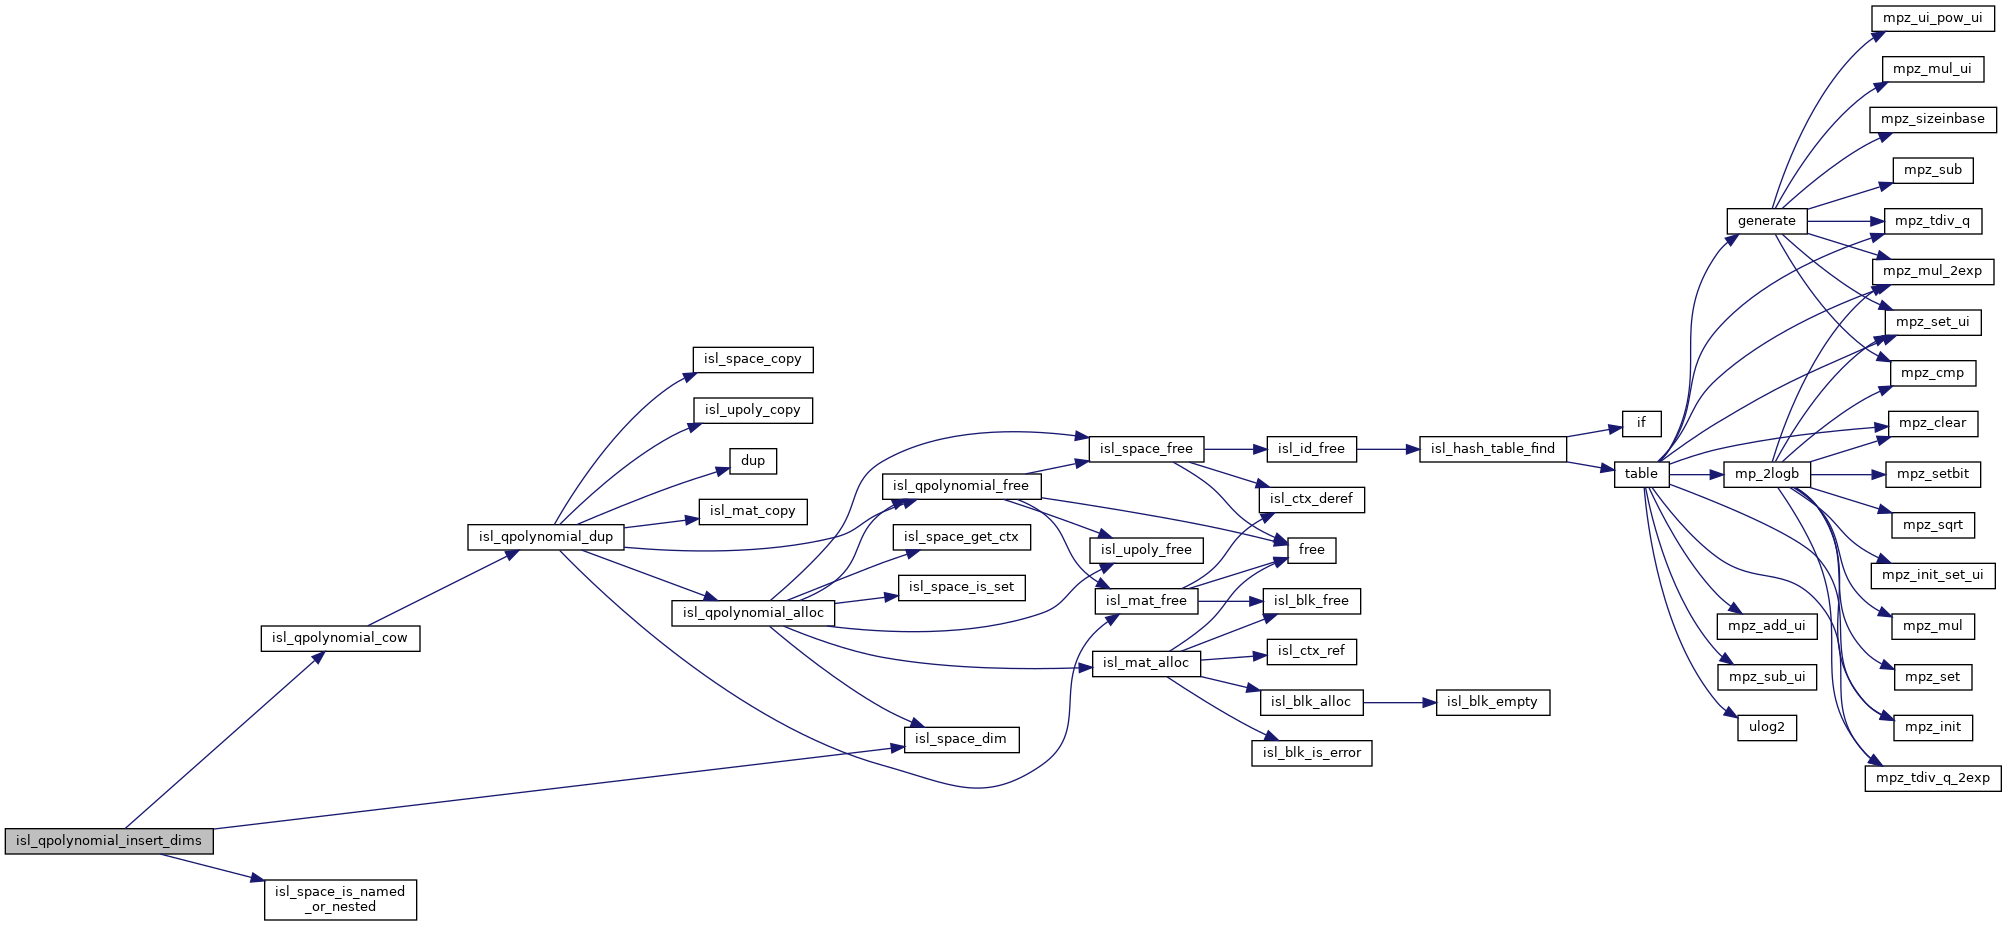 isl_qpolynomial_insert_dims
isl_qpolynomial_cow
isl_space_is_named
_or_nested
isl_qpolynomial_dup
isl_space_copy
isl_upoly_copy
dup
isl_mat_copy
isl_qpolynomial_alloc
isl_qpolynomial_free
isl_space_get_ctx
isl_space_is_set
isl_space_dim
isl_space_free
isl_upoly_free
isl_mat_free
isl_mat_alloc
isl_id_free
isl_ctx_deref
free
isl_blk_free
isl_ctx_ref
isl_blk_alloc
isl_blk_is_error
isl_hash_table_find
isl_blk_empty
if
table
generate
mp_2logb
mpz_add_ui
mpz_sub_ui
ulog2
mpz_ui_pow_ui
mpz_mul_ui
mpz_sizeinbase
mpz_sub
mpz_tdiv_q
mpz_mul_2exp
mpz_set_ui
mpz_cmp
mpz_clear
mpz_setbit
mpz_sqrt
mpz_init_set_ui
mpz_mul
mpz_set
mpz_init
mpz_tdiv_q_2exp